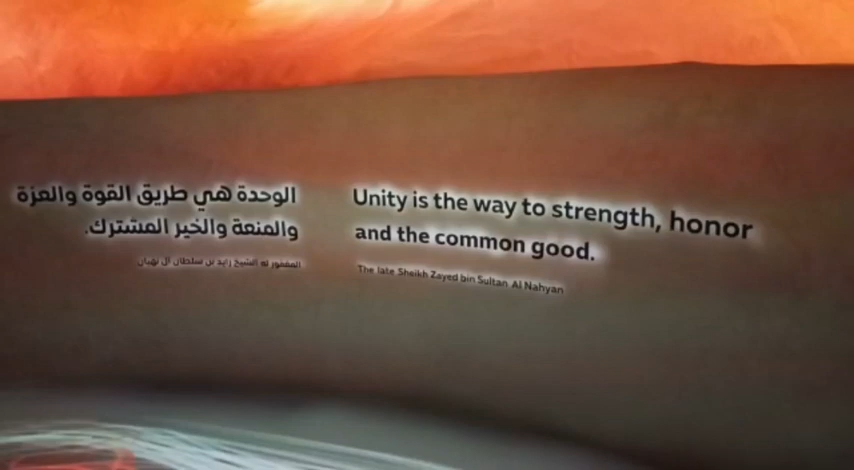 الوحدة هي طريق القوة والعزة
والمنعة والخير المشترك.
المغفور له الشيخ زايد بن سلطان آل نهيان
Unity is the way to strength, honor
and the common good.
The late Sheikh Zayed bin Sultan Al Nahyan